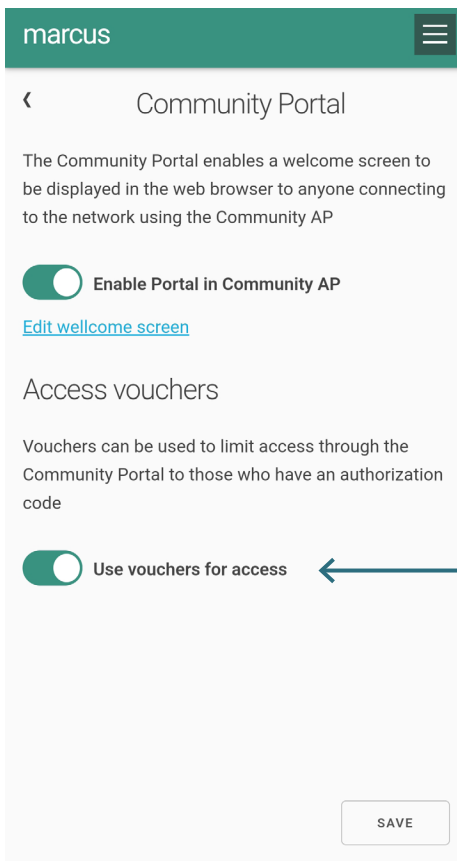 marcus
Community Portal
The Community Portal enables a welcome screen to
be displayed in the web browser to anyone connecting
to the network using the Community AP
Enable Portal in Community AP
Edit wellcome screen
Access vouchers
Vouchers can be used to limit access through the
Community Portal to those who have an authorization
code
Use vouchers for access
SAVE